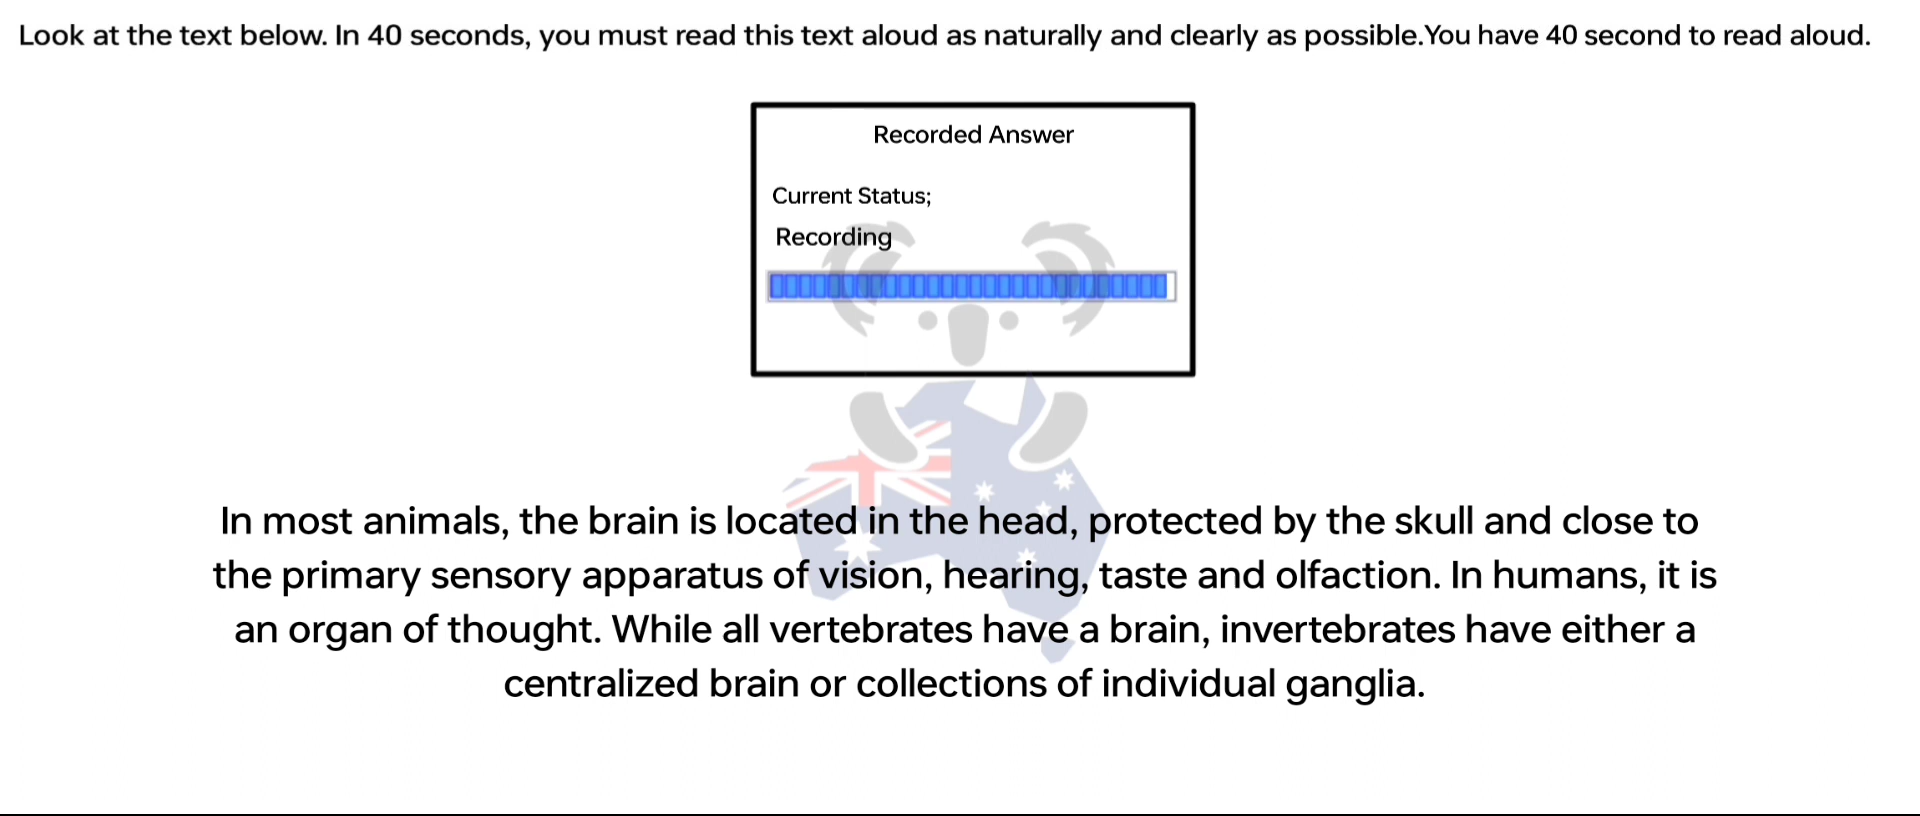 Look at the text below. In 40 seconds, you must read this text aloud as naturally and clearly as possible.You have 40 second to read aloud.
Recorded Answer
Current Status;
Recording
In most animals, the brain is located in the head, protected by the skull and close to
the primary sensory apparatus of vision, hearing, taste and olfaction. In humans, it is
an organ of thought. While all vertebrates have a brain, invertebrates have either a
centralized brain or collections of individual ganglia.